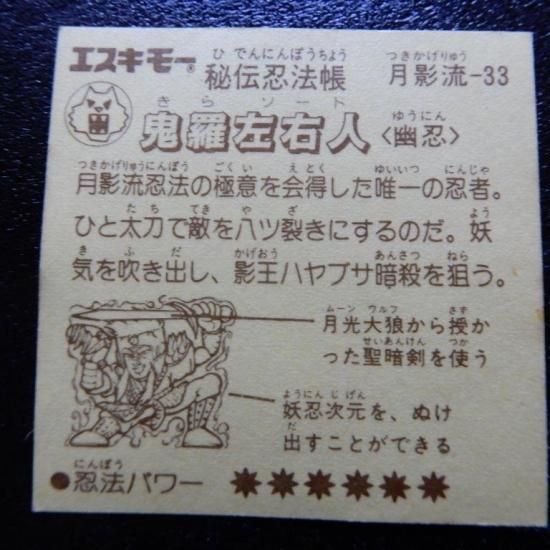 エスキモー 秘伝忍法帳 月影流-33
ひでんにんぽうちょう つきかげりゅう
きらソード
鬼羅左右人〈幽忍〉
ゆうにん
つきかげりゅうにんぽう ごくい えとく ゆいいつ にんじゃ
月影流忍法の極意を会得した唯一の忍者。
たち てき や ざ よう
ひと太刀で敵を八ツ裂きにするのだ。妖
き ふ だ かげおう あんさつ ねら
気を吹き出し、影王ハヤブサ暗殺を狙う。
ムーン ウルフ さず
月光大狼から授か
せいあんけん つか
った聖暗剣を使う
ようにんじげん
妖忍次元を、ぬけ
だ
出すことができる
にんぽう
●忍法パワー ✹✹✹✹✹✹